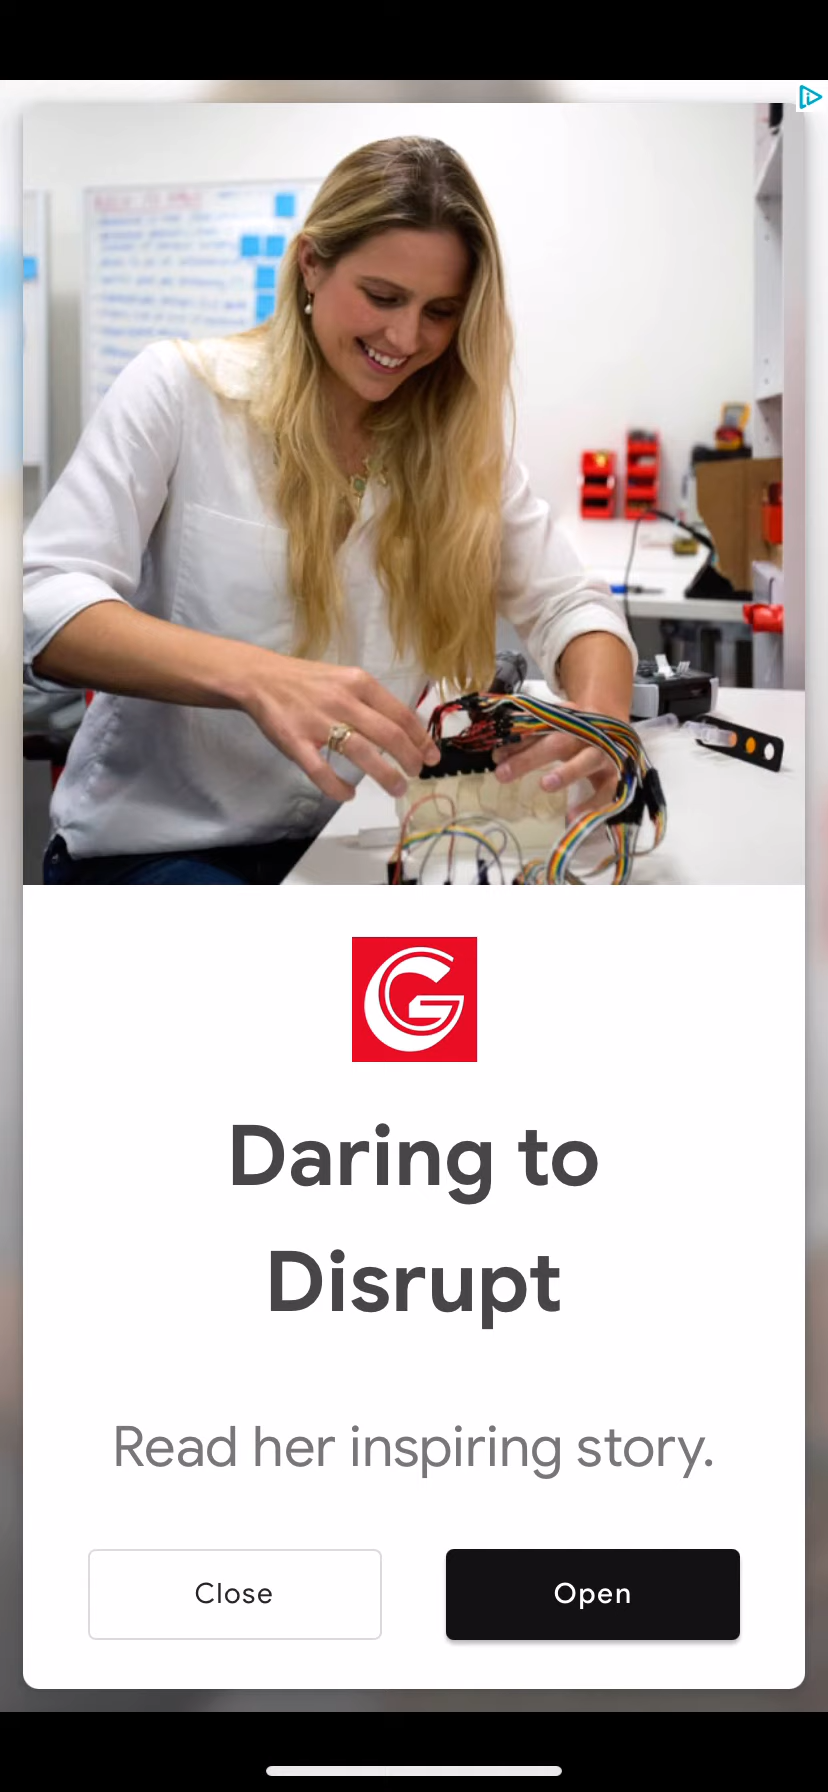 G
Daring to
Disrupt
Read her inspiring story.
Close
Open